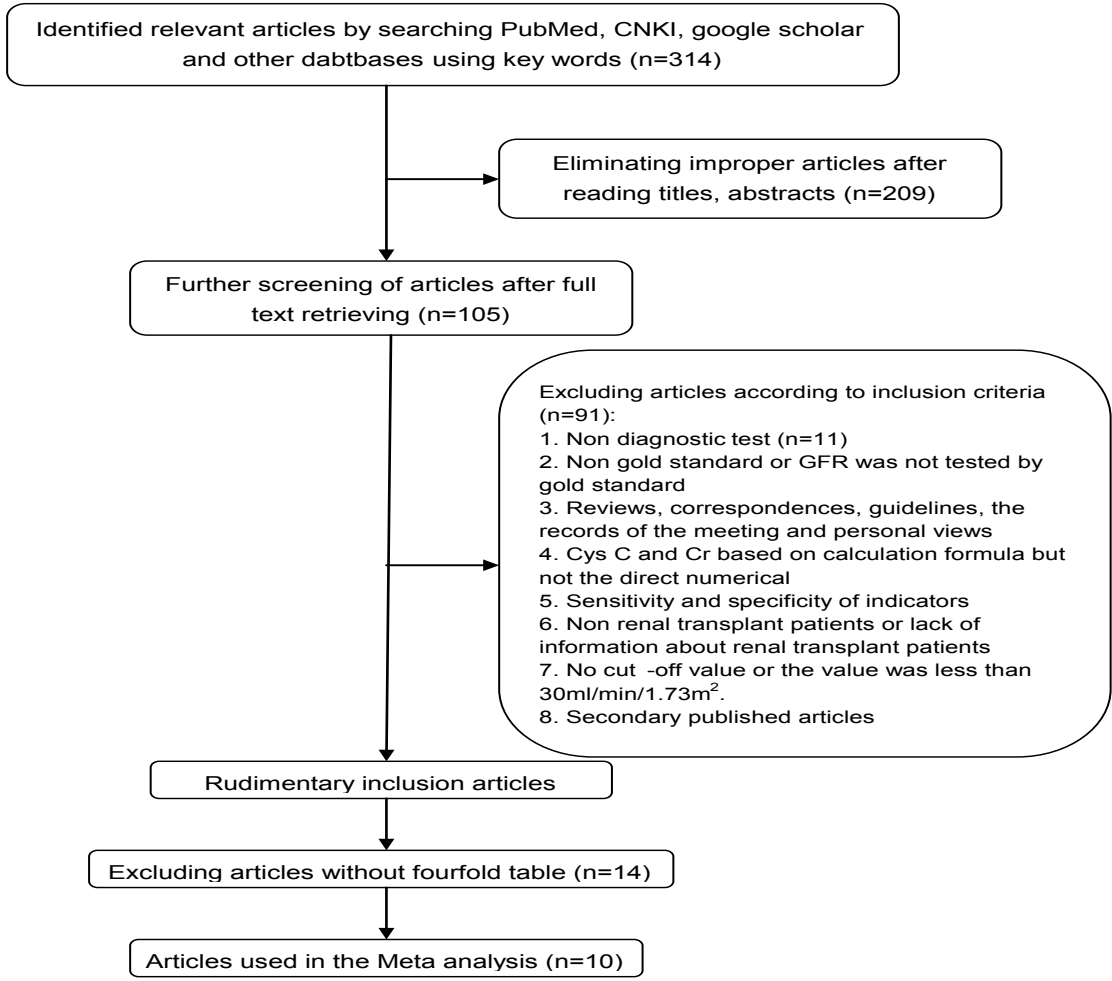 Identified relevant articles by searching PubMed, CNKI, google scholar
and other dabtbases using key words (n=314)
Eliminating improper articles after
reading titles, abstracts (n=209)
Further screening of articles after full
text retrieving (n=105)
Excluding articles according to inclusion criteria
(n=91):
1. Non diagnostic test (n=11)
2. Non gold standard or GFR was not tested by
gold standard
3. Reviews, correspondences, guidelines, the
records of the meeting and personal views
4. Cys C and Cr based on calculation formula but
not the direct numerical
5. Sensitivity and specificity of indicators
6. Non renal transplant patients or lack of
information about renal transplant patients
7. No cut -off value or the value was less than
30ml/min/1.73m².
8. Secondary published articles
Rudimentary inclusion articles
Excluding articles without fourfold table (n=14)
Articles used in the Meta analysis (n=10)